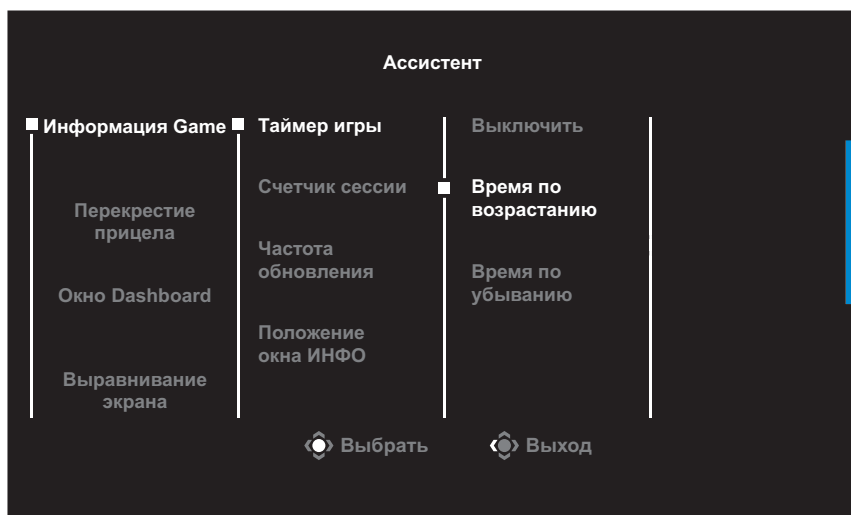 Ассистент
Информация Game
Перекрестие
прицела
Окно Dashboard
Выравнивание
экрана
Таймер игры
Счетчик сессии
Частота
обновления
Положение
окна ИНФО
Выключить
Время по
возрастанию
Время по
убыванию
Выбрать
Выход